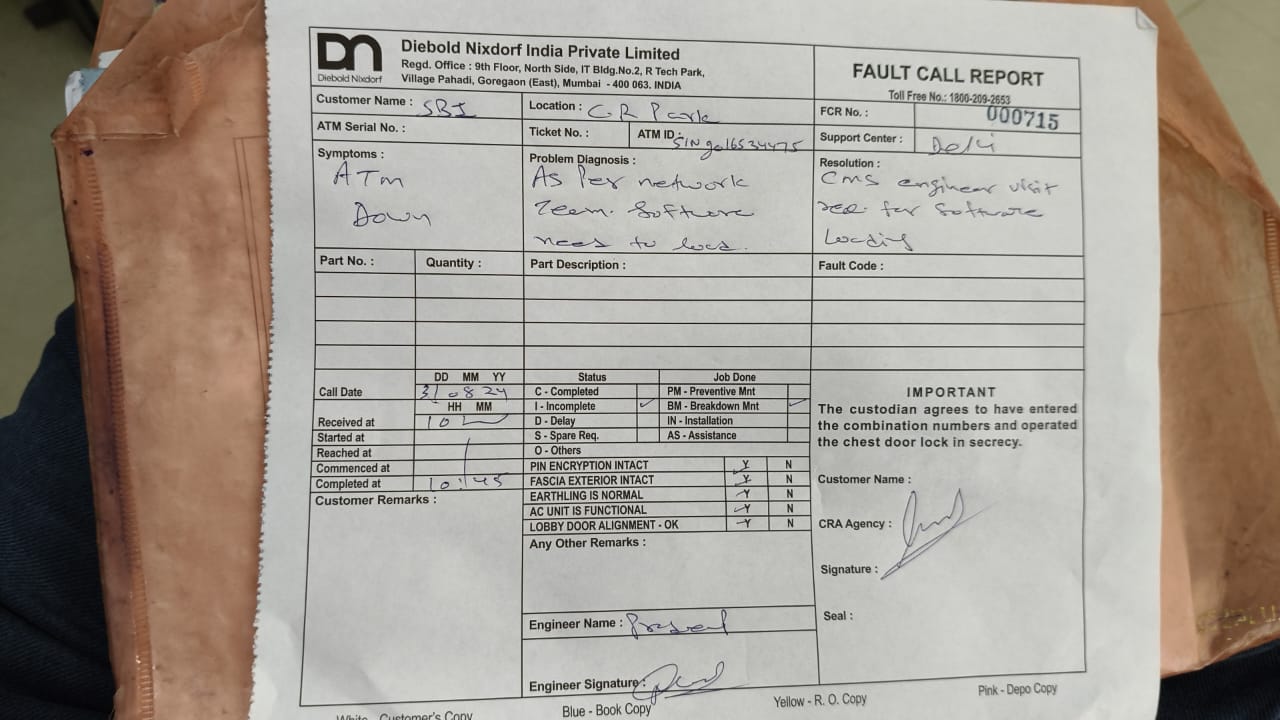 DN
Diebold Nixdorf
Diebold Nixdorf India Private Limited
Regd. Office : 9th Floor, North Side, IT Bldg.No.2, R Tech Park,
Village Pahadi, Goregaon (East), Mumbai - 400 063. INDIA
FAULT CALL REPORT
Toll Free No.: 1800-209-2653
Customer Name : SBI
Location : CR Park
FCR No. : 000715
ATM Serial No. :
Ticket No. :
ATM ID :
Support Center : Delhi
Symptoms :
ATM
Down
Problem Diagnosis :
As Per network
Team. Software
need to load.
Resolution :
CMS engineer visit
req. for Software
Loading
Part No. :
Quantity :
Part Description :
Fault Code :
DD MM YY
Call Date 31 08 24
HH MM
Received at 10
Started at
Reached at
Commenced at
Completed at 10:45
Customer Remarks :
Status
Job Done
C - Completed
PM - Preventive Mnt
I - Incomplete ✓
BM - Breakdown Mnt ✓
D - Delay
IN - Installation
S - Spare Req.
AS - Assistance
O - Others
PIN ENCRYPTION INTACT Y N
FASCIA EXTERIOR INTACT Y N
EARTHLING IS NORMAL Y N
AC UNIT IS FUNCTIONAL Y N
LOBBY DOOR ALIGNMENT - OK Y N
Any Other Remarks :
Engineer Name :
Engineer Signature :
IMPORTANT
The custodian agrees to have entered
the combination numbers and operated
the chest door lock in secrecy.
Customer Name :
CRA Agency :
Signature :
Seal :
White - Customer's Copy
Blue - Book Copy
Yellow - R. O. Copy
Pink - Depo Copy